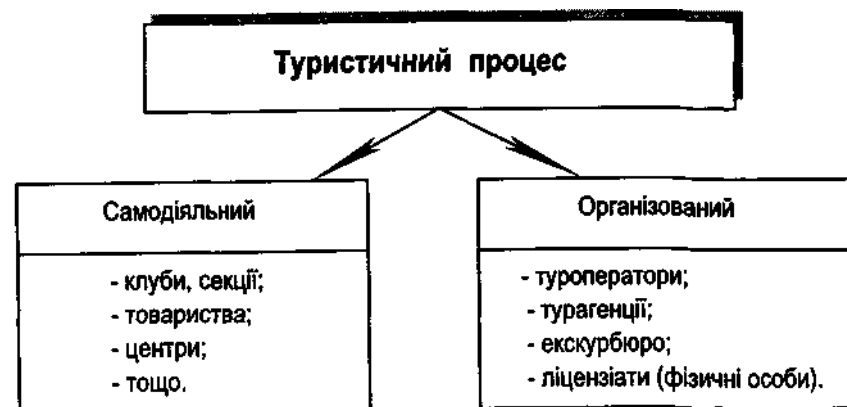 Туристичний процес
Самодіяльний
- клуби, секції;
- товариства;
- центри;
- тощо.
Організований
- туроператори;
- турагенції;
- екскурбюро;
- ліцензіати (фізичні особи).